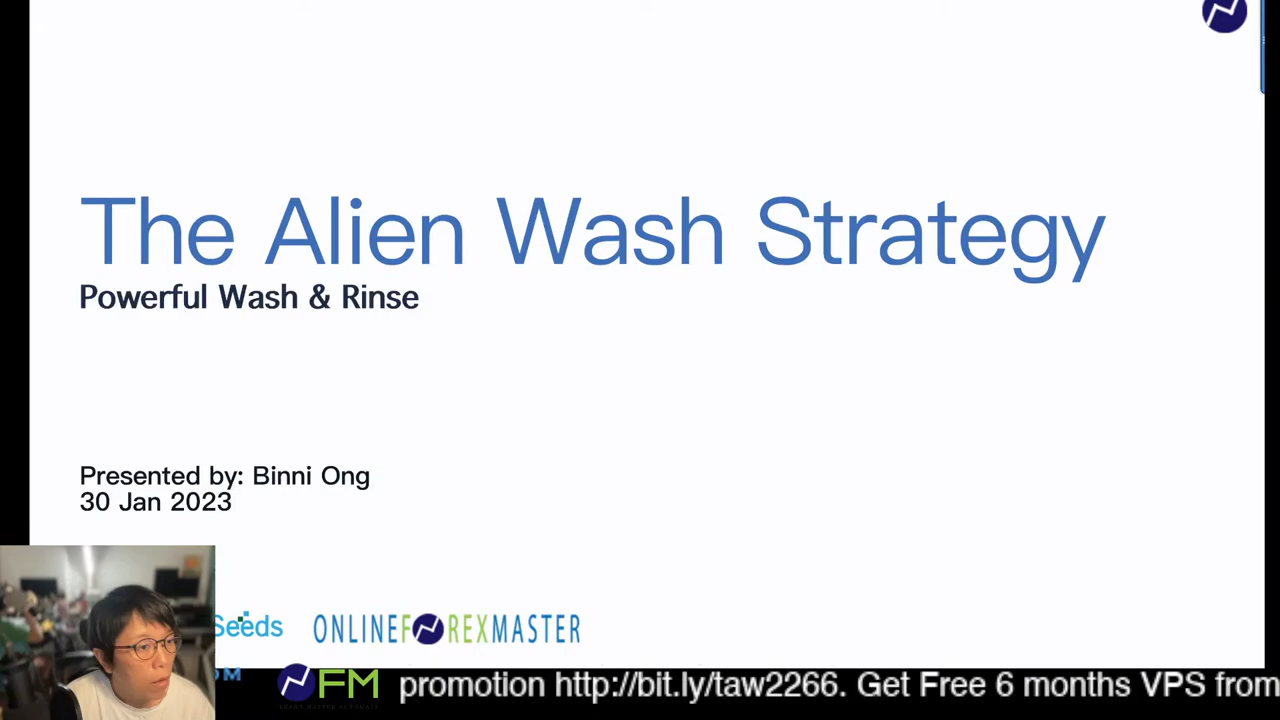 The Alien Wash Strategy
Powerful Wash & Rinse
Presented by: Binni Ong
30 Jan 2023
Seeds ONLINEFOREXMASTER
OM FM promotion http://bit.ly/taw2266. Get Free 6 months VPS from